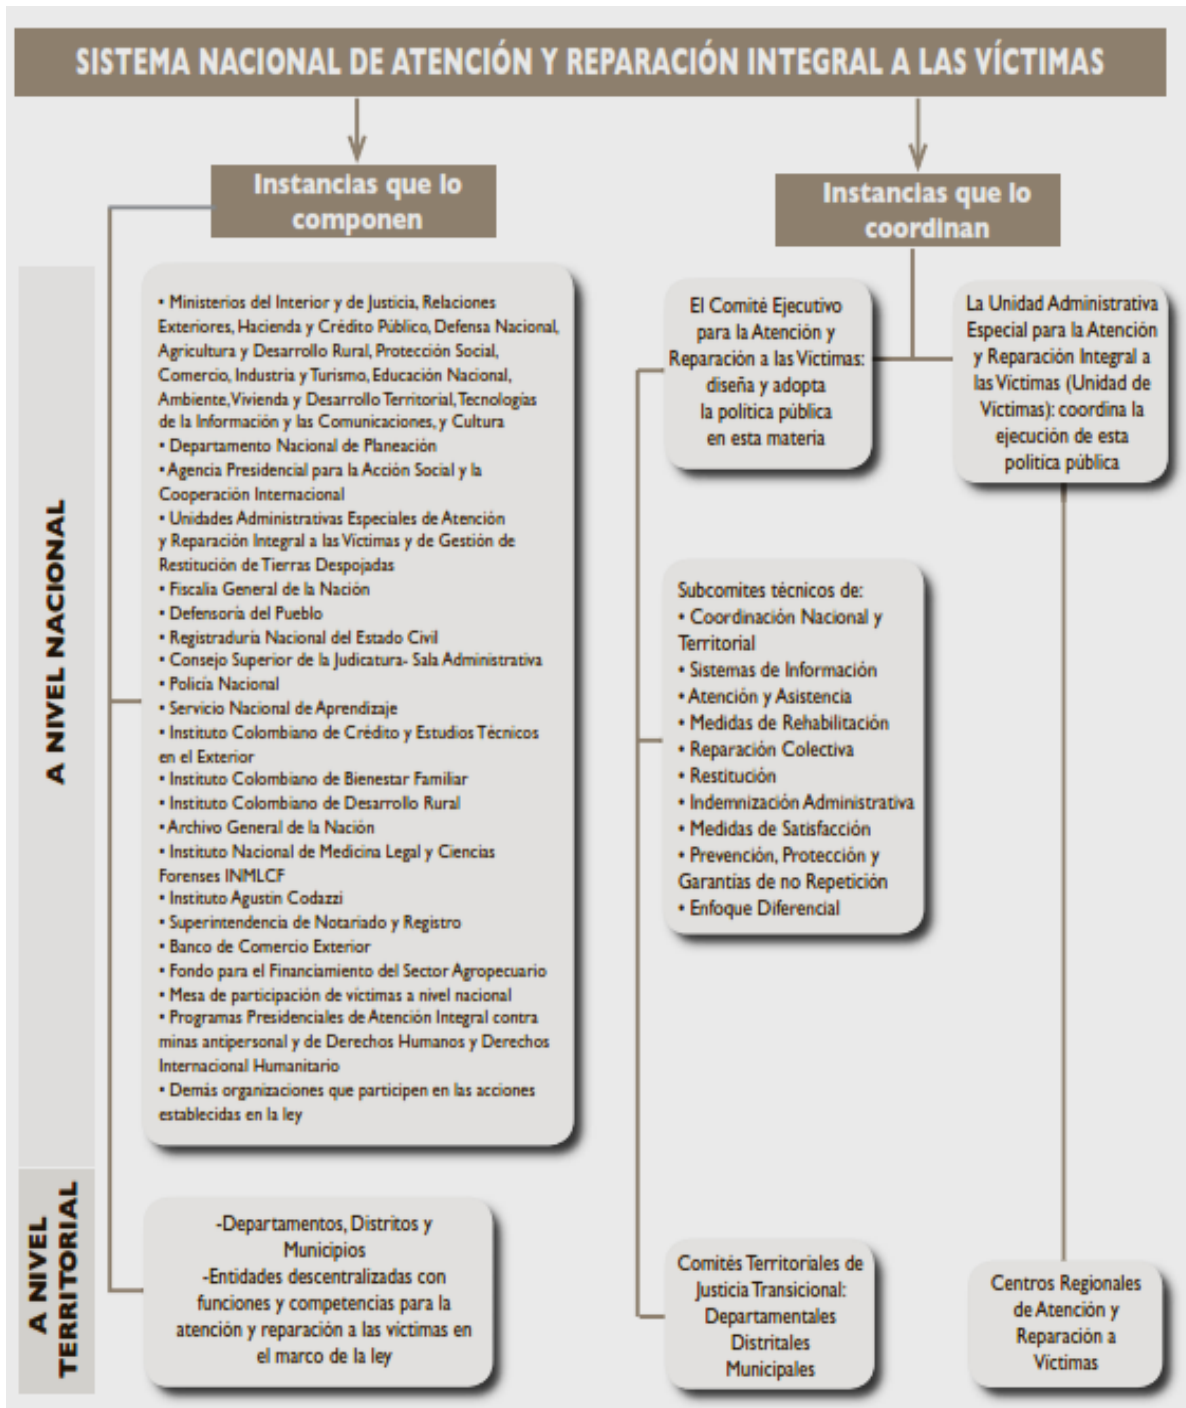 SISTEMA NACIONAL DE ATENCIÓN Y REPARACIÓN INTEGRAL A LAS VÍCTIMAS
Instancias que lo
componen
Instancias que lo
coordinan
A NIVEL NACIONAL
• Ministerios del Interior y de Justicia, Relaciones
Exteriores, Hacienda y Crédito Público, Defensa Nacional,
Agricultura y Desarrollo Rural, Protección Social,
Comercio, Industria y Turismo, Educación Nacional,
Ambiente, Vivienda y Desarrollo Territorial, Tecnologías
de la Información y las Comunicaciones, y Cultura
• Departamento Nacional de Planeación
• Agencia Presidencial para la Acción Social y la
Cooperación Internacional
• Unidades Administrativas Especiales de Atención
y Reparación Integral a las Víctimas y de Gestión de
Restitución de Tierras Despojadas
• Fiscalía General de la Nación
• Defensoría del Pueblo
• Registraduría Nacional del Estado Civil
• Consejo Superior de la Judicatura- Sala Administrativa
• Policía Nacional
• Servicio Nacional de Aprendizaje
• Instituto Colombiano de Crédito y Estudios Técnicos
en el Exterior
• Instituto Colombiano de Bienestar Familiar
• Instituto Colombiano de Desarrollo Rural
• Archivo General de la Nación
• Instituto Nacional de Medicina Legal y Ciencias
Forenses INMLCF
• Instituto Agustin Codazzi
• Superintendencia de Notariado y Registro
• Banco de Comercio Exterior
• Fondo para el Financiamiento del Sector Agropecuario
• Mesa de participación de víctimas a nivel nacional
• Programas Presidenciales de Atención Integral contra
minas antipersonal y de Derechos Humanos y Derechos
Internacional Humanitario
• Demás organizaciones que participen en las acciones
establecidas en la ley
El Comité Ejecutivo
para la Atención y
Reparación a las Víctimas:
diseña y adopta
la política pública
en esta materia
La Unidad Administrativa
Especial para la Atención
y Reparación Integral a
las Víctimas (Unidad de
Víctimas): coordina la
ejecución de esta
política pública
Subcomites técnicos de:
• Coordinación Nacional y
Territorial
• Sistemas de Información
• Atención y Asistencia
• Medidas de Rehabilitación
• Reparación Colectiva
• Restitución
• Indemnización Administrativa
• Medidas de Satisfacción
• Prevención, Protección y
Garantías de no Repetición
• Enfoque Diferencial
A NIVEL
TERRITORIAL
-Departamentos, Distritos y
Municipios
-Entidades descentralizadas con
funciones y competencias para la
atención y reparación a las víctimas en
el marco de la ley
Comités Territoriales de
Justicia Transicional:
Departamentales
Distritales
Municipales
Centros Regionales
de Atención y
Reparación a
Víctimas